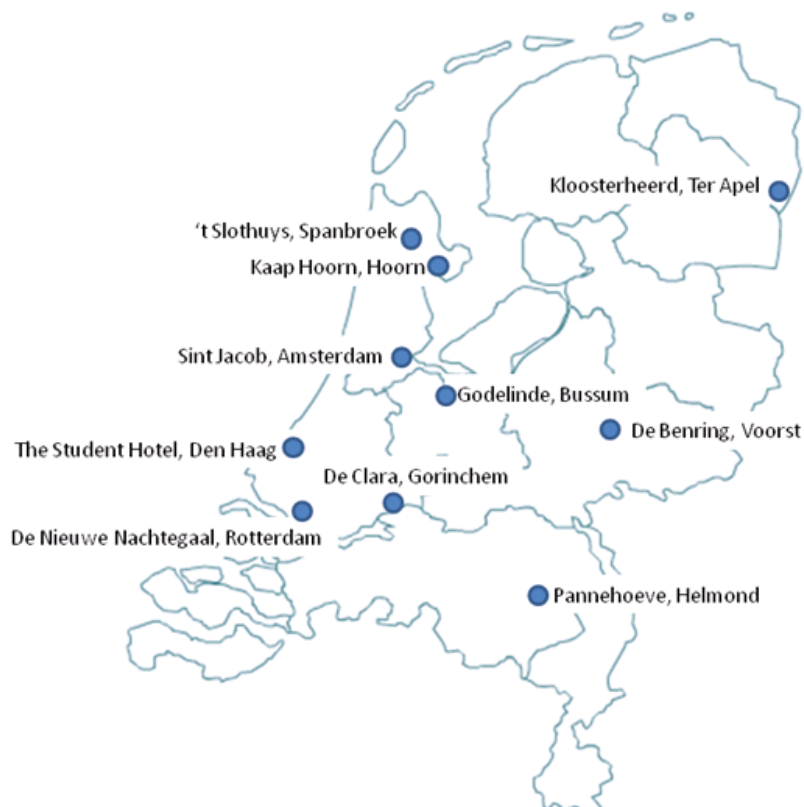 Kloosterheerd, Ter Apel
‘t Slothuys, Spanbroek
Kaap Hoorn, Hoorn
Sint Jacob, Amsterdam
Godelinde, Bussum
De Benring, Voorst
The Student Hotel, Den Haag
De Clara, Gorinchem
De Nieuwe Nachtegaal, Rotterdam
Pannehoeve, Helmond